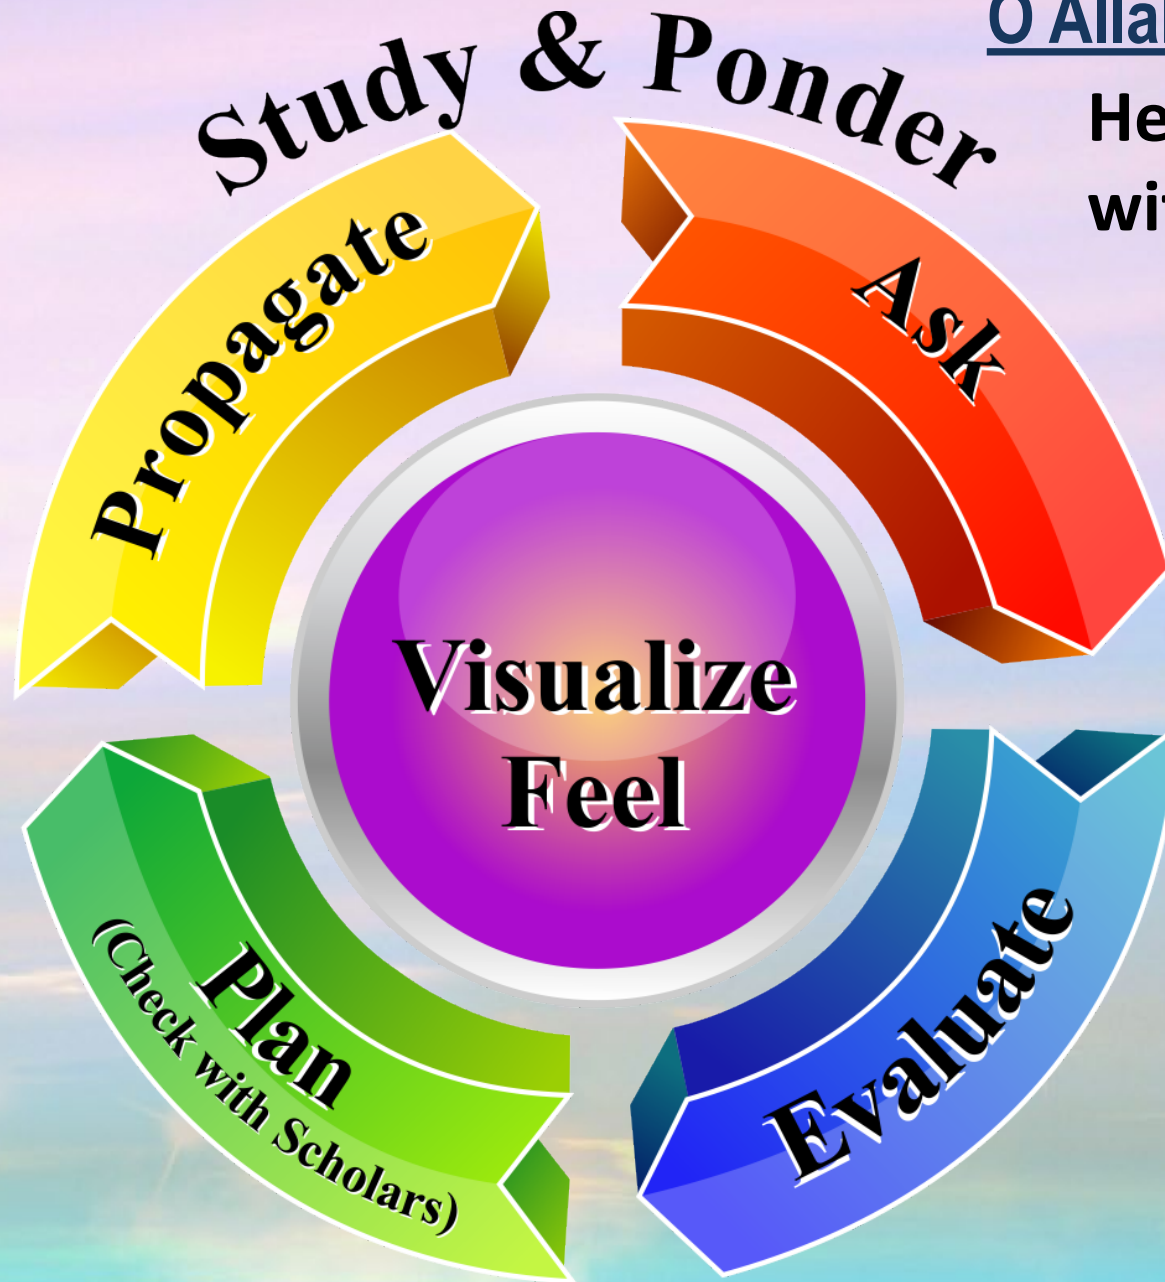 Study & Ponder
O
Propagate
Ask
Visualize
Feel
Plan
(Check with Scholars)
Evaluate